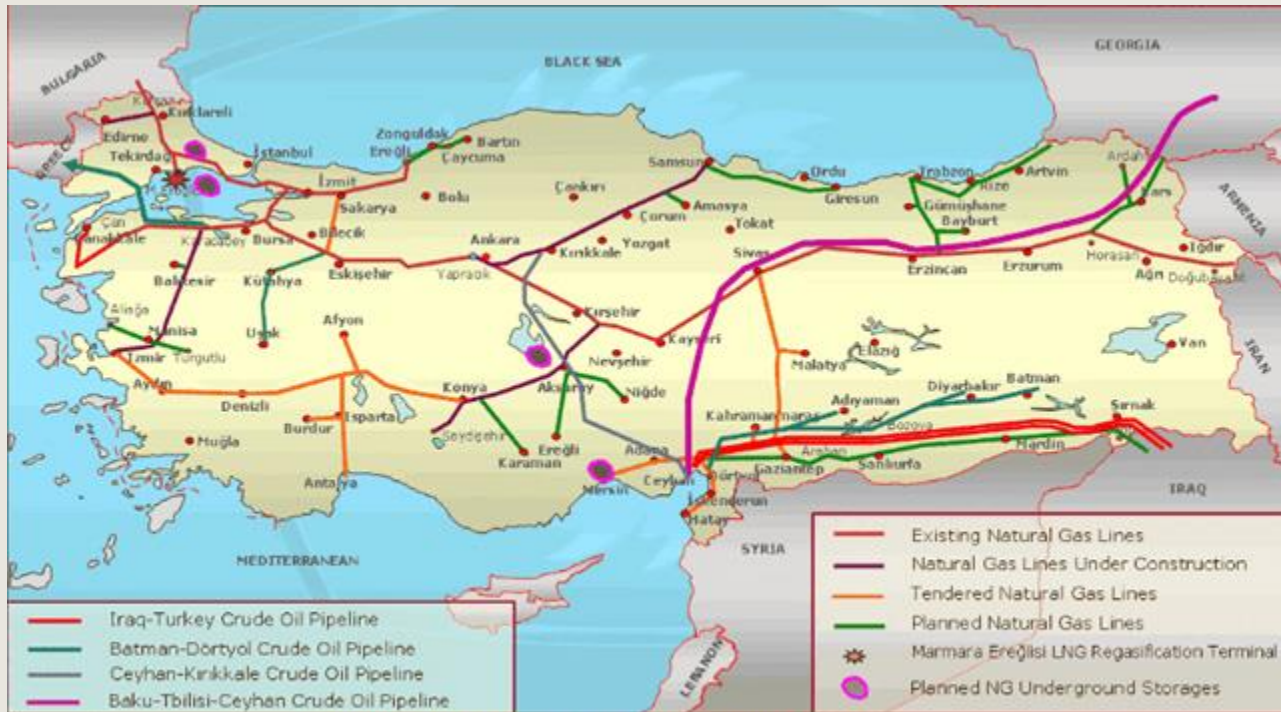 BLACK SEA
GEORGIA
BULGARIA
GREECE
ARMENIA
IRAN
IRAQ
SYRIA
LEBANON
MEDITERRANEAN
Kırklareli
Edirne
Tekirdağ
İstanbul
İzmit
Sakarya
Zonguldak
Ereğli
Bartın
Çaycuma
Bolu
Çankırı
Samsun
Ordu
Giresun
Trabzon
Rize
Artvin
Kars
Gümüşhane
Bayburt
Amasya
Tokat
Çorum
Yozgat
Kırıkkale
Ankara
Yapracık
Eskişehir
Bilecik
Bursa
Karacabey
Çan
Balıkesir
Kütahya
Uşak
Afyon
Aliağa
Manisa
Turgutlu
İzmir
Aydın
Denizli
Muğla
Burdur
Isparta
Antalya
Konya
Seydişehir
Karaman
Ereğli
Aksaray
Niğde
Nevşehir
Kırşehir
Kayseri
Sivas
Erzincan
Erzurum
Horasan
Ağrı
Iğdır
Van
Malatya
Elazığ
Diyarbakır
Batman
Adıyaman
Kahramanmaraş
Şırnak
Mardin
Şanlıurfa
Gaziantep
Adana
Ceyhan
Mersin
Dörtyol
İskenderun
Hatay
Iraq-Turkey Crude Oil Pipeline
Batman-Dörtyol Crude Oil Pipeline
Ceyhan-Kırıkkale Crude Oil Pipeline
Baku-Tbilisi-Ceyhan Crude Oil Pipeline
Existing Natural Gas Lines
Natural Gas Lines Under Construction
Tendered Natural Gas Lines
Planned Natural Gas Lines
Marmara Ereğlisi LNG Regasification Terminal
Planned NG Underground Storages